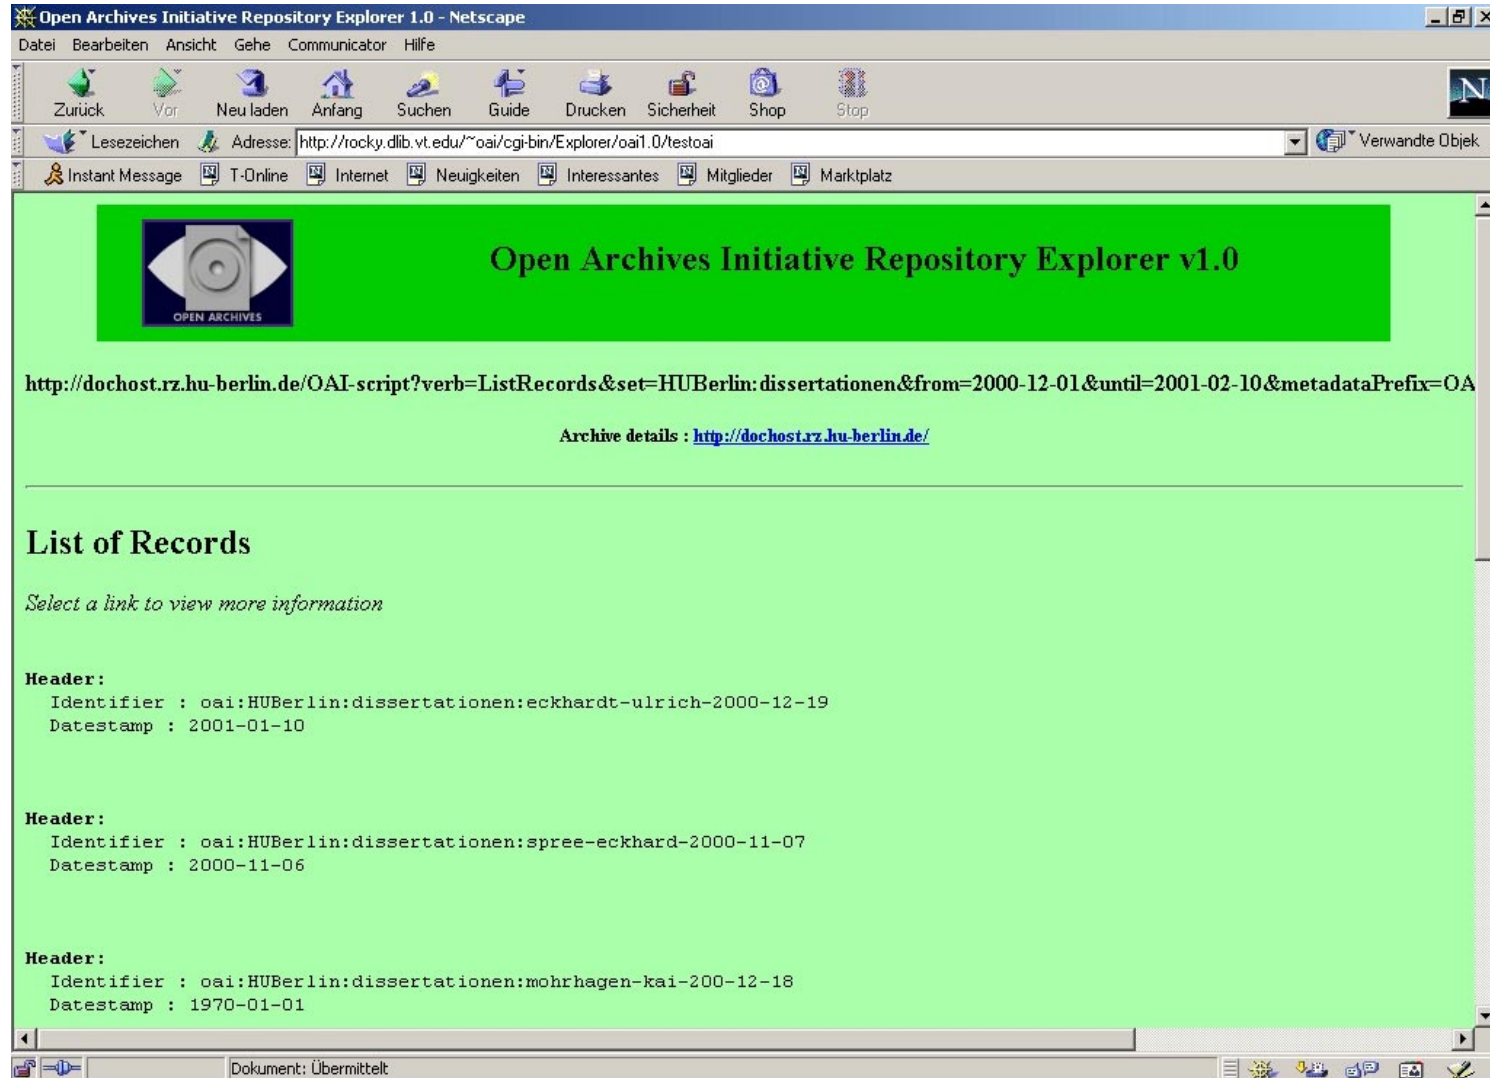 Open Archives Initiative Repository Explorer 1.0 - Netscape
Datei Bearbeiten Ansicht Gehe Communicator Hilfe
Zurück Vor Neu laden Anfang Suchen Guide Drucken Sicherheit Shop Stop
N
Lesezeichen Adresse: http://rocky.dlib.vt.edu/~oai/cgi-bin/Explorer/oai1.0/testoai Verwandte Objek
Instant Message T-Online Internet Neuigkeiten Interessantes Mitglieder Marktplatz
Open Archives Initiative Repository Explorer v1.0
OPEN ARCHIVES
http://dochost.rz.hu-berlin.de/OAI-script?verb=ListRecords&set=HUBerlin:dissertationen&from=2000-12-01&until=2001-02-10&metadataPrefix=OA
Archive details : http://dochost.rz.hu-berlin.de/
List of Records
Select a link to view more information
Header:
Identifier : oai:HUBerlin:dissertationen:eckhardt-ulrich-2000-12-19
Datestamp : 2001-01-10
Header:
Identifier : oai:HUBerlin:dissertationen:spree-eckhard-2000-11-07
Datestamp : 2000-11-06
Header:
Identifier : oai:HUBerlin:dissertationen:mohrhagen-kai-200-12-18
Datestamp : 1970-01-01
Dokument: Übermittelt